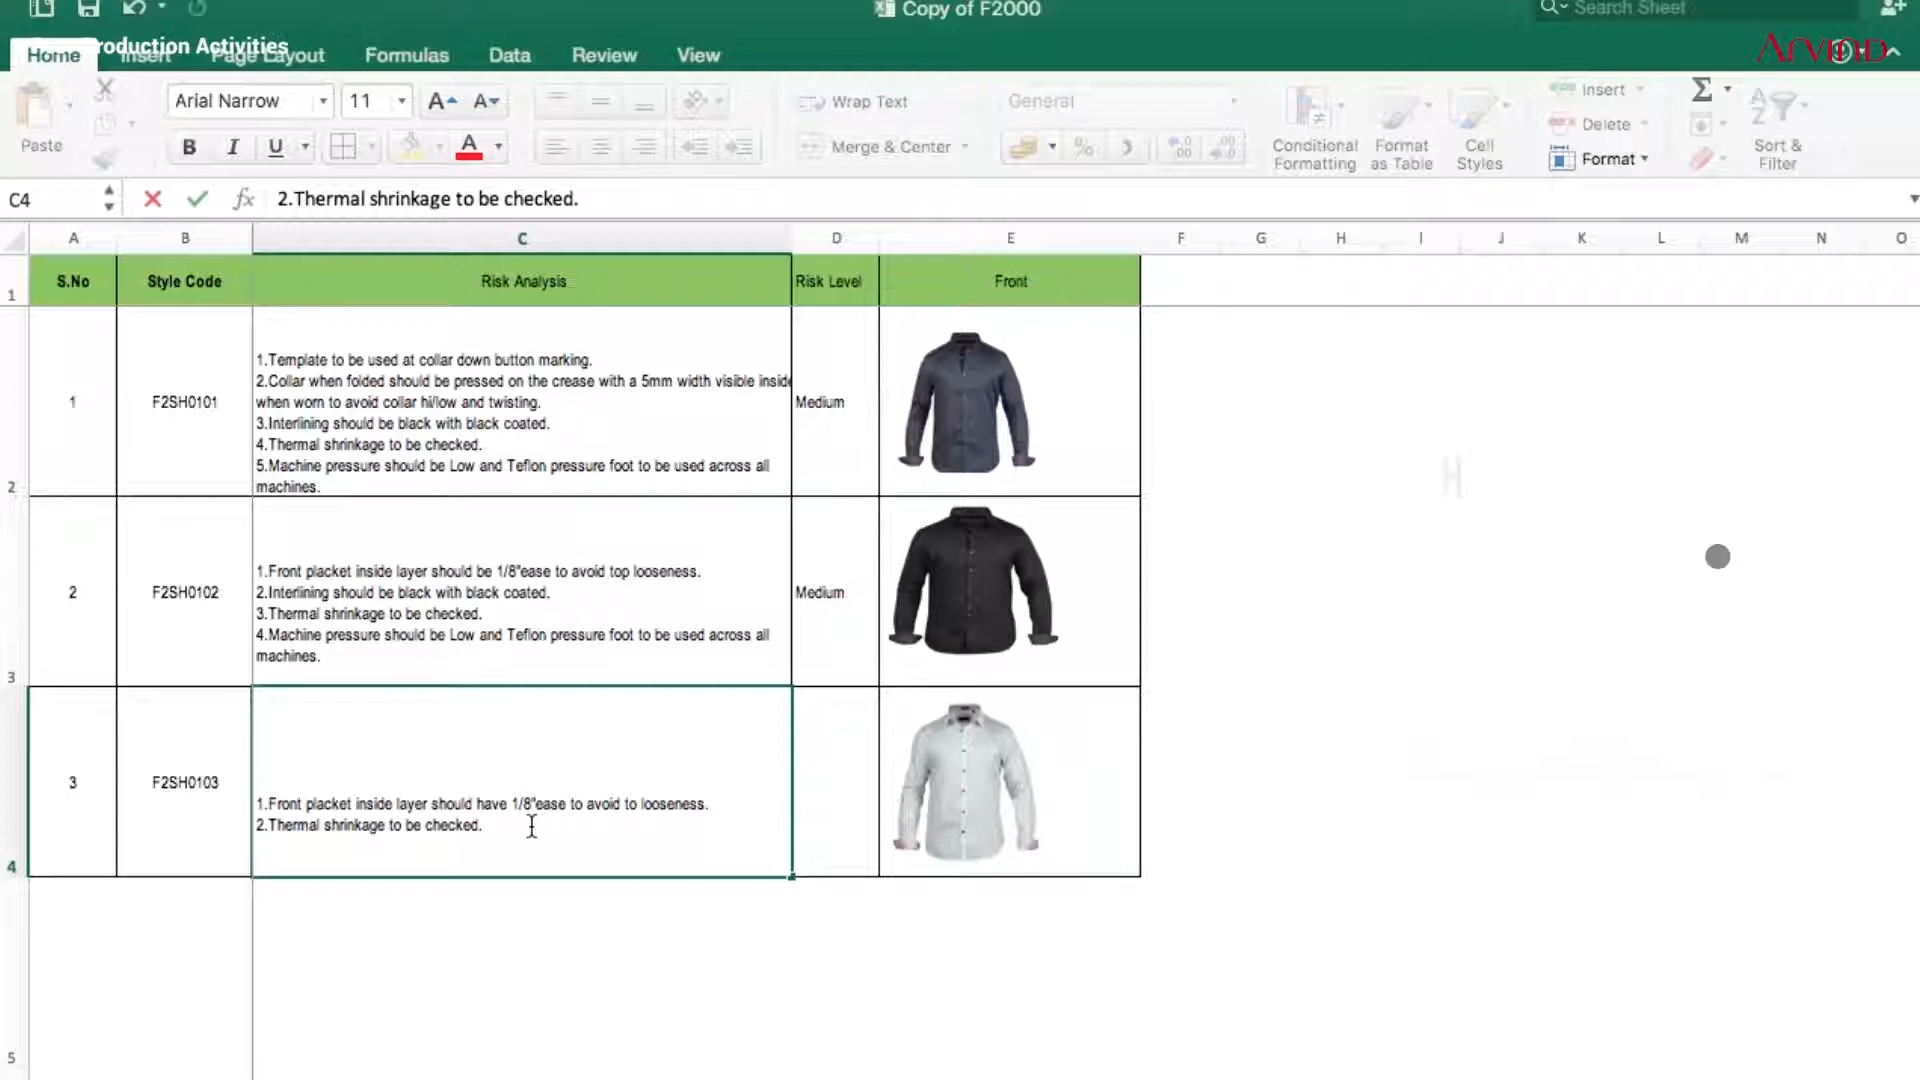 Copy of F2000
Search Sheet
roduction Activities
Arvind
Home
Insert
Page Layout
Formulas
Data
Review
View
Paste
Arial Narrow
11
A
A
B
I
U
A
Wrap Text
Merge & Center
General
%
Conditional
Formatting
Format
as Table
Cell
Styles
Insert
Delete
Format
Σ
Sort &
Filter
C4
fx
2.Thermal shrinkage to be checked.
A B C D E F G H I J K L M N O
1
S.No
Style Code
Risk Analysis
Risk Level
Front
2
1
F2SH0101
1.Template to be used at collar down button marking.
2.Collar when folded should be pressed on the crease with a 5mm width visible inside
when worn to avoid collar hi/low and twisting.
3.Interlining should be black with black coated.
4.Thermal shrinkage to be checked.
5.Machine pressure should be Low and Teflon pressure foot to be used across all
machines.
Medium
H
3
2
F2SH0102
1.Front placket inside layer should be 1/8"ease to avoid top looseness.
2.Interlining should be black with black coated.
3.Thermal shrinkage to be checked.
4.Machine pressure should be Low and Teflon pressure foot to be used across all
machines.
Medium
4
3
F2SH0103
1.Front placket inside layer should have 1/8"ease to avoid to looseness.
2.Thermal shrinkage to be checked.
5